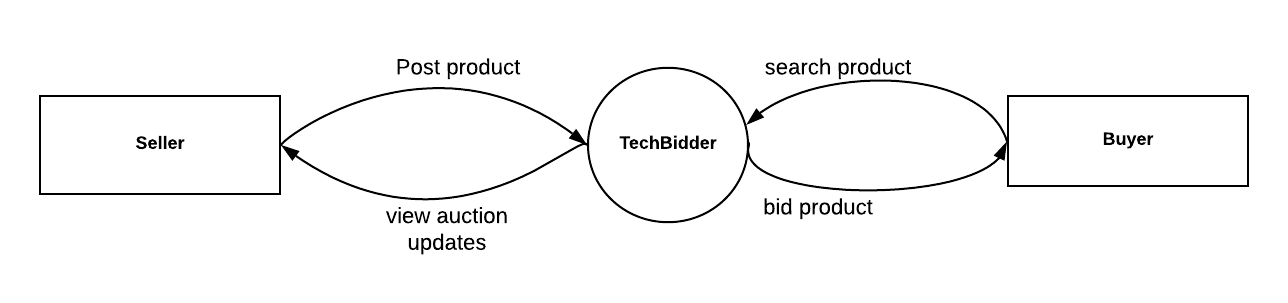 Post product
search product
Seller
TechBidder
Buyer
view auction
updates
bid product